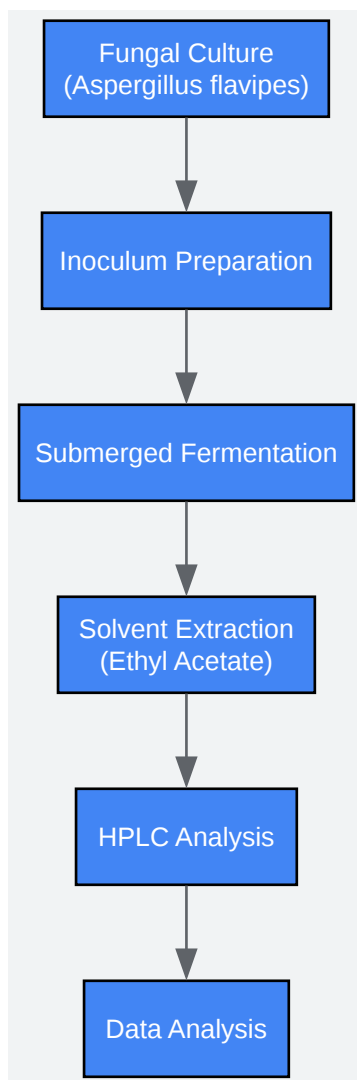 Fungal Culture
(Aspergillus flavipes)
Inoculum Preparation
Submerged Fermentation
Solvent Extraction
(Ethyl Acetate)
HPLC Analysis
Data Analysis